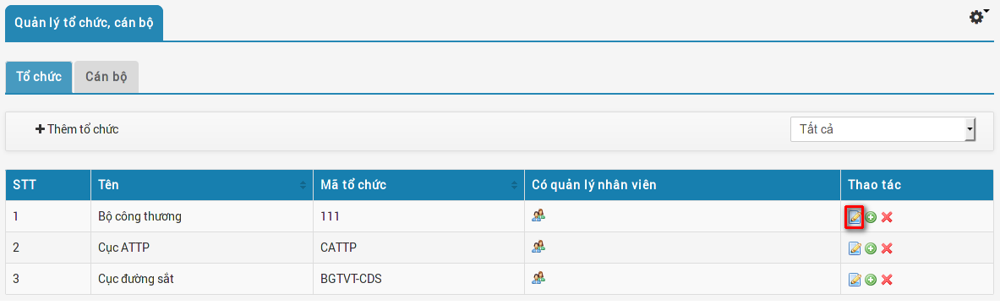 Quản lý tổ chức, cán bộ
Tổ chức Cán bộ
Thêm tổ chức Tất cả
STT Tên Mã tổ chức Có quản lý nhân viên Thao tác
1 Bộ công thương 111
2 Cục ATTP CATTP
3 Cục đường sắt BGTVT-CDS